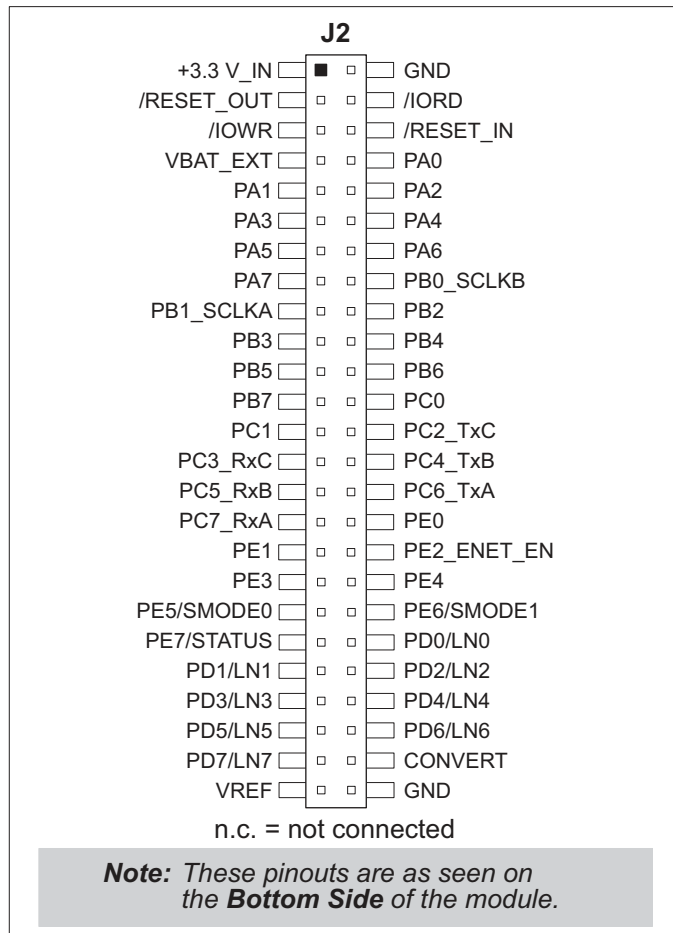 J2
+3.3 V_IN GND
/RESET_OUT /IORD
/IOWR /RESET_IN
VBAT_EXT PA0
PA1 PA2
PA3 PA4
PA5 PA6
PA7 PB0_SCLKB
PB1_SCLKA PB2
PB3 PB4
PB5 PB6
PB7 PC0
PC1 PC2_TxC
PC3_RxC PC4_TxB
PC5_RxB PC6_TxA
PC7_RxA PE0
PE1 PE2_ENET_EN
PE3 PE4
PE5/SMODE0 PE6/SMODE1
PE7/STATUS PD0/LN0
PD1/LN1 PD2/LN2
PD3/LN3 PD4/LN4
PD5/LN5 PD6/LN6
PD7/LN7 CONVERT
VREF GND
n.c. = not connected
Note: These pinouts are as seen on
the Bottom Side of the module.